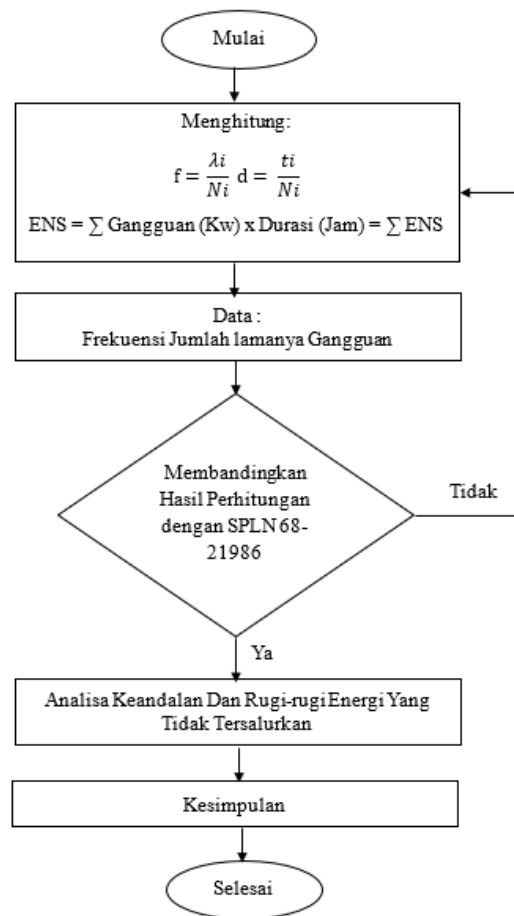 Mulai
Menghitung:
f = λi/Ni d = ti/Ni
ENS = ∑ Gangguan (Kw) x Durasi (Jam) = ∑ ENS
Data :
Frekuensi Jumlah lamanya Gangguan
Membandingkan
Hasil Perhitungan
dengan SPLN 68-
21986
Tidak
Ya
Analisa Keandalan Dan Rugi-rugi Energi Yang
Tidak Tersalurkan
Kesimpulan
Selesai